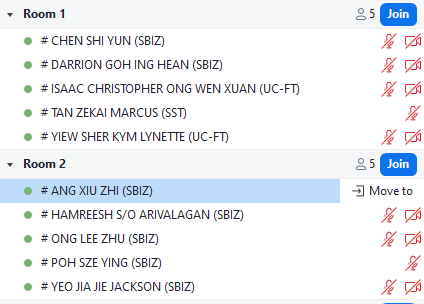 Room 1 5 Join
# CHEN SHI YUN (SBIZ)
# DARRION GOH ING HEAN (SBIZ)
# ISAAC CHRISTOPHER ONG WEN XUAN (UC-FT)
# TAN ZEKAI MARCUS (SST)
# YIEW SHER KYM LYNETTE (UC-FT)
Room 2 5 Join
# ANG XIU ZHI (SBIZ) Move to
# HAMREESH S/O ARIVALAGAN (SBIZ)
# ONG LEE ZHU (SBIZ)
# POH SZE YING (SBIZ)
# YEO JIA JIE JACKSON (SBIZ)